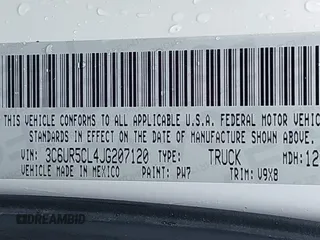 THIS VEHICLE CONFORMS TO ALL APPLICABLE U.S.A. FEDERAL MOTOR VEHIC
STANDARDS IN EFFECT ON THE DATE OF MANUFACTURE SHOWN ABOVE.
VIN: 3C6UR5CL4JG207120 TYPE: TRUCK MDH: 12
VEHICLE MADE IN MEXICO PAINT: PW7 TRIM: V9X8
DREAMBID